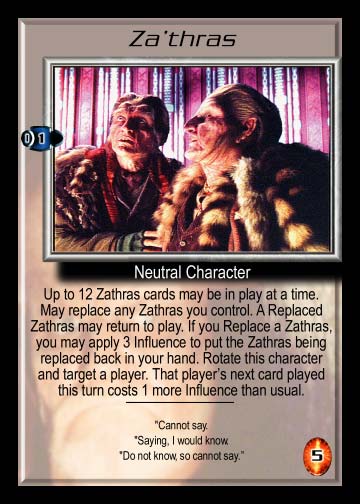 Za'thras
0 1
Neutral Character
Up to 12 Zathras cards may be in play at a time.
May replace any Zathras you control. A Replaced
Zathras may return to play. If you Replace a Zathras,
you may apply 3 Influence to put the Zathras being
replaced back in your hand. Rotate this character
and target a player. That player's next card played
this turn costs 1 more Influence than usual.
"Cannot say.
"Saying, I would know.
"Do not know, so cannot say."
5